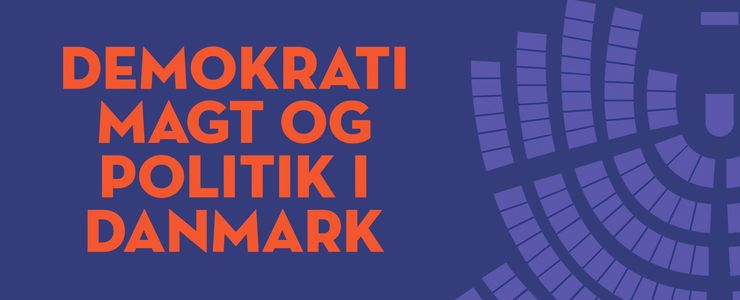 DEMOKRATI
MAGT OG
POLITIK I
DANMARK